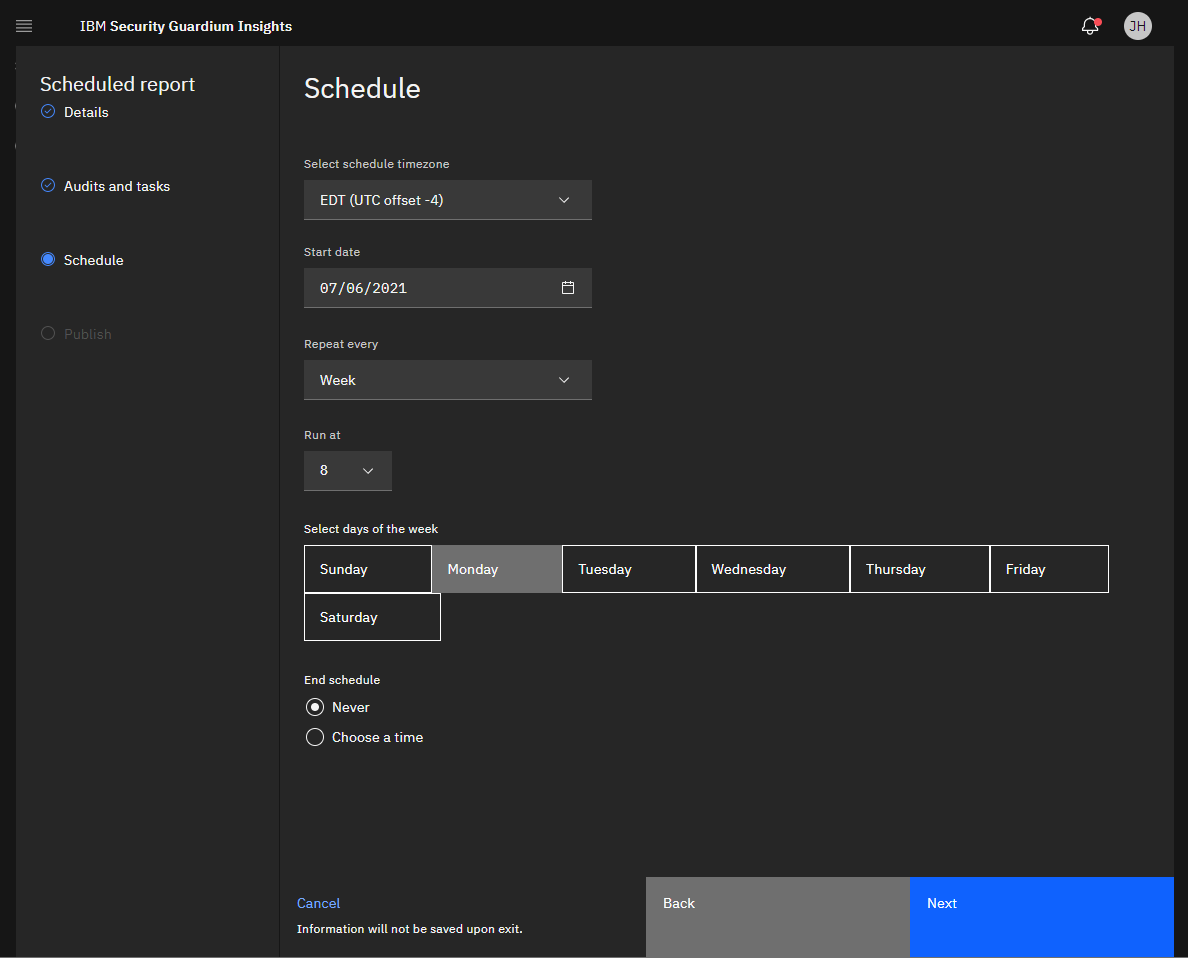 IBM Security Guardium Insights
JH
Scheduled report
Details
Audits and tasks
Schedule
Publish
Schedule
Select schedule timezone
EDT (UTC offset -4)
Start date
07/06/2021
Repeat every
Week
Run at
8
Select days of the week
Sunday Monday Tuesday Wednesday Thursday Friday
Saturday
End schedule
Never
Choose a time
Cancel
Information will not be saved upon exit.
Back
Next